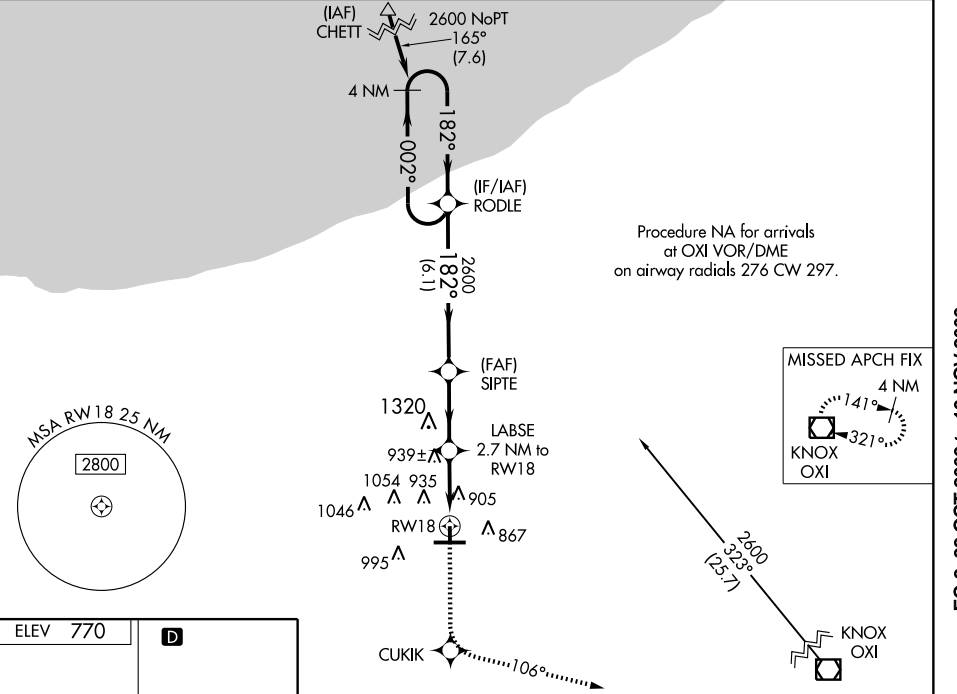 (IAF)
CHETT
2600 NoPT
165°
(7.6)
4 NM
182°
002°
(IF/IAF)
RODLE
Procedure NA for arrivals
at OXI VOR/DME
on airway radials 276 CW 297.
2600
182°
(6.1)
(FAF)
SIPTE
MISSED APCH FIX
4 NM
141°
321°
KNOX
OXI
1320
LABSE
2.7 NM to
RW18
939±
MSA RW18 25 NM
2800
1054
935
905
1046
RW18
867
995
2600
323°
(25.7)
KNOX
OXI
ELEV 770
D
CUKIK
106°